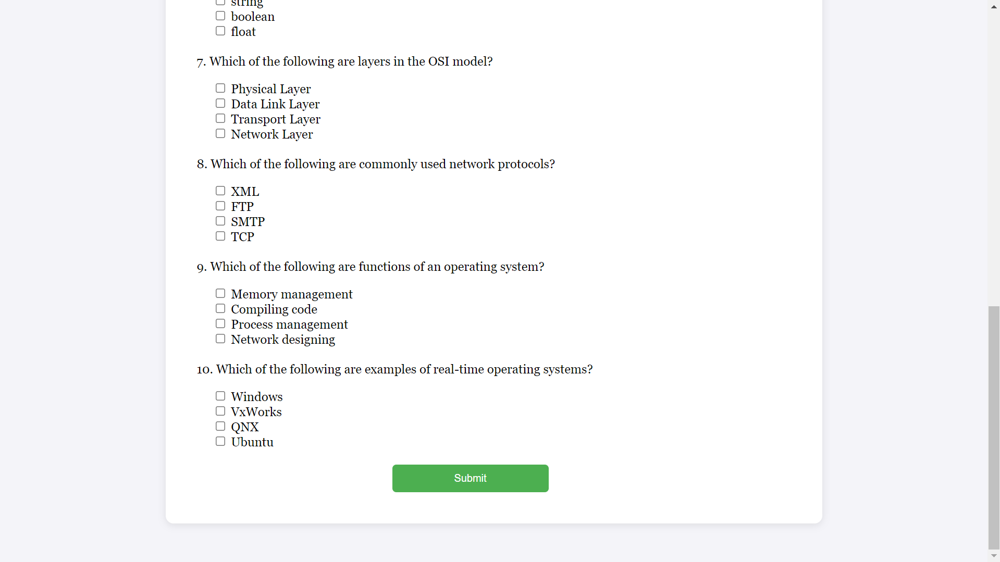 string
boolean
float
7. Which of the following are layers in the OSI model?
Physical Layer
Data Link Layer
Transport Layer
Network Layer
8. Which of the following are commonly used network protocols?
XML
FTP
SMTP
TCP
9. Which of the following are functions of an operating system?
Memory management
Compiling code
Process management
Network designing
10. Which of the following are examples of real-time operating systems?
Windows
VxWorks
QNX
Ubuntu
Submit